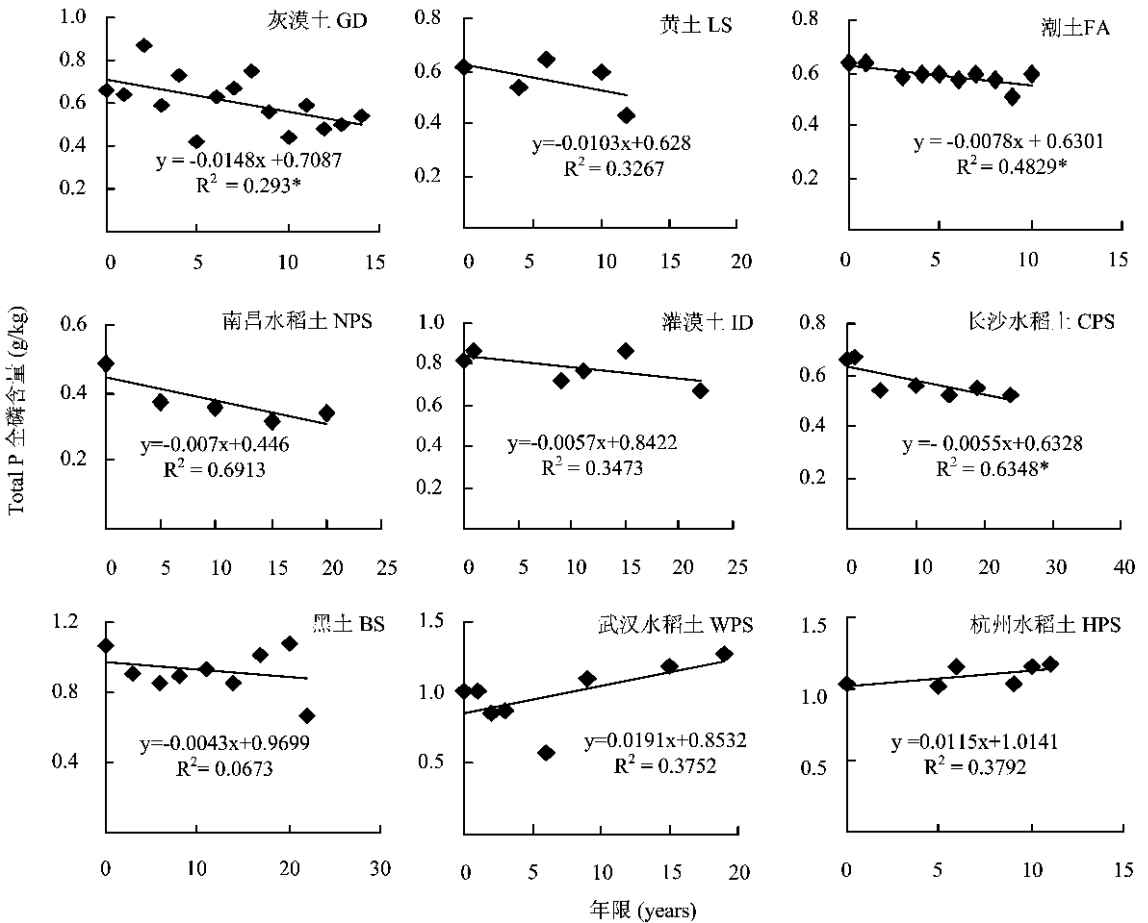 Total P 全磷含量 (g/kg)
灰漠土 GD
1.0
0.8
0.6
0.4
0.2
y = -0.0148x +0.7087
R² = 0.293*
0 5 10 15
黄土 LS
0.8
0.6
0.4
0.2
y=-0.0103x+0.628
R² = 0.3267
0 5 10 15 20
潮土FA
0.8
0.6
0.4
0.2
y = -0.0078x + 0.6301
R² = 0.4829*
0 5 10 15
南昌水稻土 NPS
0.6
0.4
0.2
y=-0.007x+0.446
R² = 0.6913
0 5 10 15 20 25
灌漠土 ID
1.0
0.8
0.6
0.4
0.2
y = -0.0057x+0.8422
R² = 0.3473
0 5 10 15 20 25
长沙水稻土 CPS
0.8
0.6
0.4
0.2
y = - 0.0055x+0.6328
R² = 0.6348*
0 10 20 30 40
黑土 BS
1.2
0.8
0.4
y=-0.0043x+0.9699
R²= 0.0673
0 10 20 30
武汉水稻土 WPS
1.5
1.0
0.5
y=0.0191x+0.8532
R² = 0.3752
0 5 10 15 20
杭州水稻土 HPS
1.5
1.0
0.5
y =0.0115x+1.0141
R² = 0.3792
0 5 10 15
年限 (years)